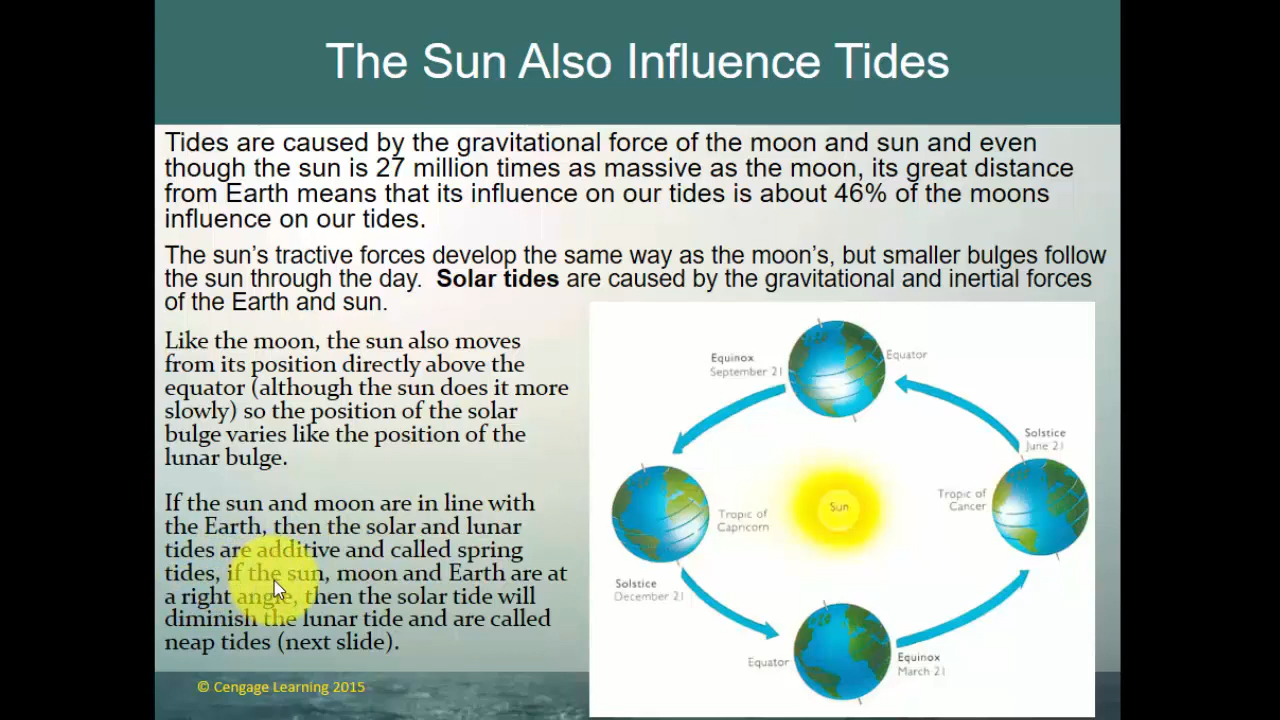 The Sun Also Influence Tides
Tides are caused by the gravitational force of the moon and sun and even
though the sun is 27 million times as massive as the moon, its great distance
from Earth means that its influence on our tides is about 46% of the moons
influence on our tides.
The sun's tractive forces develop the same way as the moon's, but smaller bulges follow
the sun through the day. Solar tides are caused by the gravitational and inertial forces
of the Earth and sun.
Like the moon, the sun also moves
from its position directly above the
equator (although the sun does it more
slowly) so the position of the solar
bulge varies like the position of the
lunar bulge.
If the sun and moon are in line with
the Earth, then the solar and lunar
tides are additive and called spring
tides, if the sun, moon and Earth are at
a right angle, then the solar tide will
diminish the lunar tide and are called
neap tides (next slide).
© Cengage Learning 2015
Equinox
September 21
Equator
Solstice
June 21
Tropic of
Cancer
Sun
Tropic of
Capricorn
Solstice
December 21
Equator
Equinox
March 21